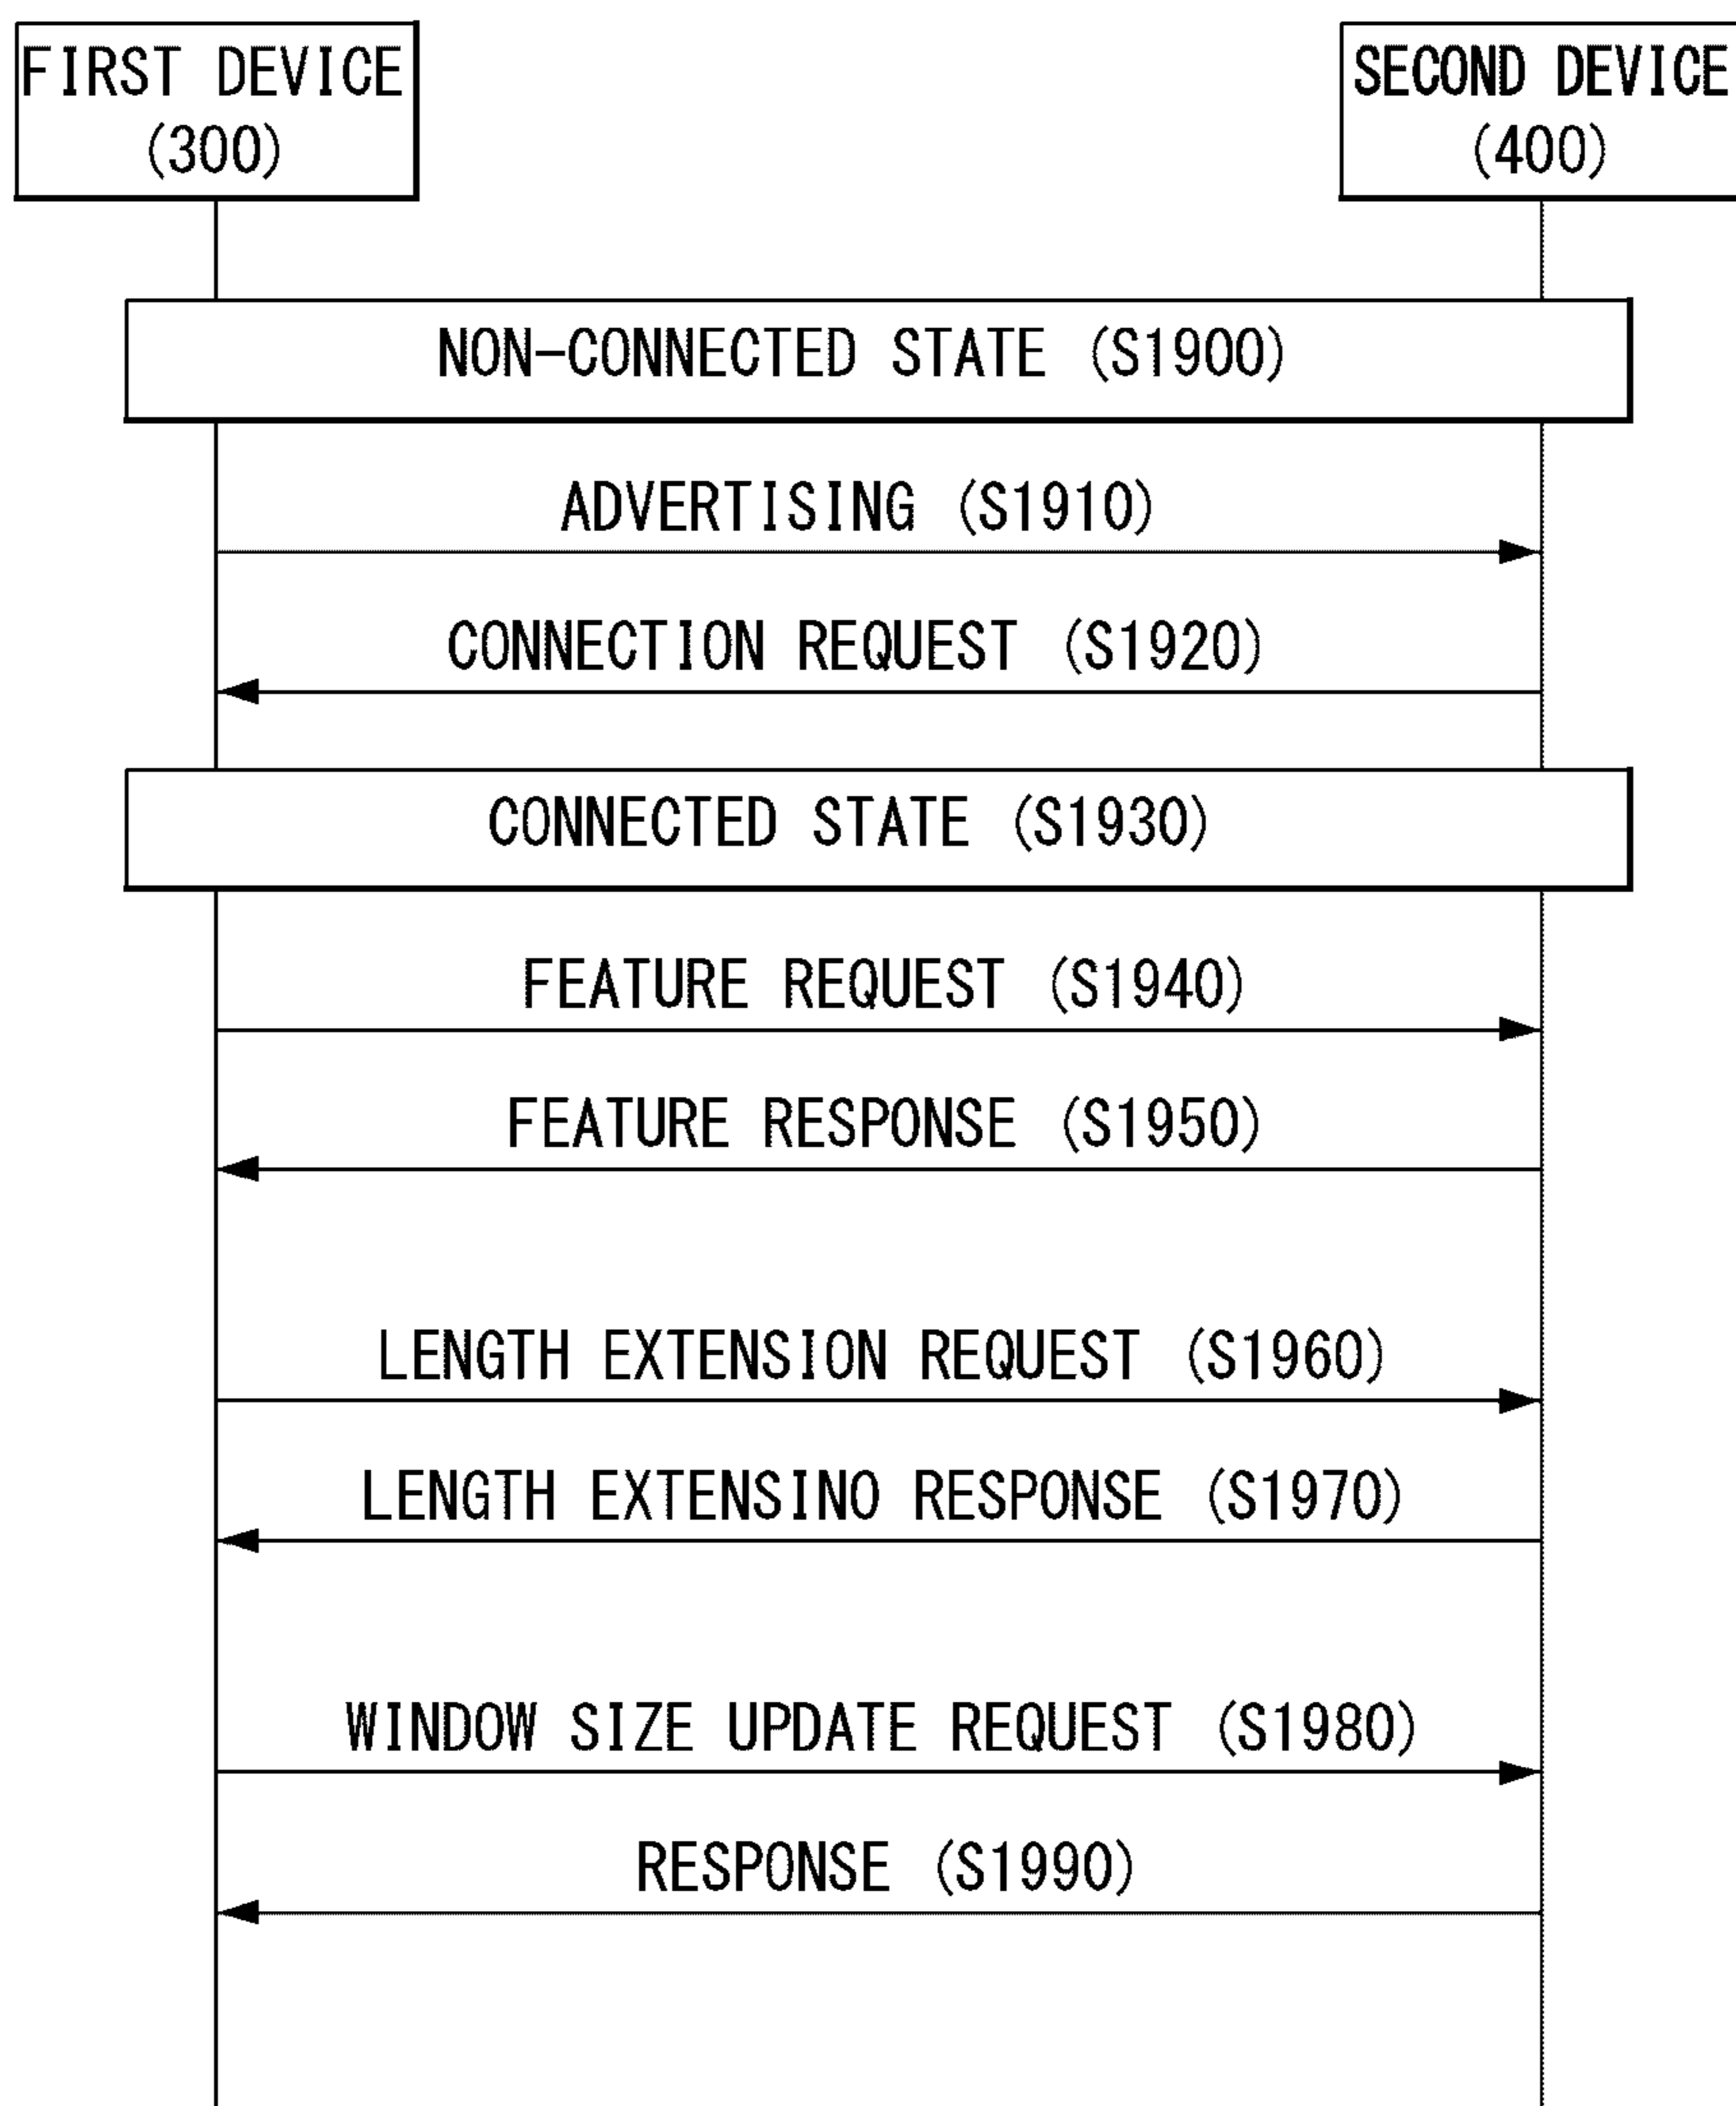 FIRST DEVICE
(300)
SECOND DEVICE
(400)
NON-CONNECTED STATE (S1900)
ADVERTISING (S1910)
CONNECTION REQUEST (S1920)
CONNECTED STATE (S1930)
FEATURE REQUEST (S1940)
FEATURE RESPONSE (S1950)
LENGTH EXTENSION REQUEST (S1960)
LENGTH EXTENSINO RESPONSE (S1970)
WINDOW SIZE UPDATE REQUEST (S1980)
RESPONSE (S1990)